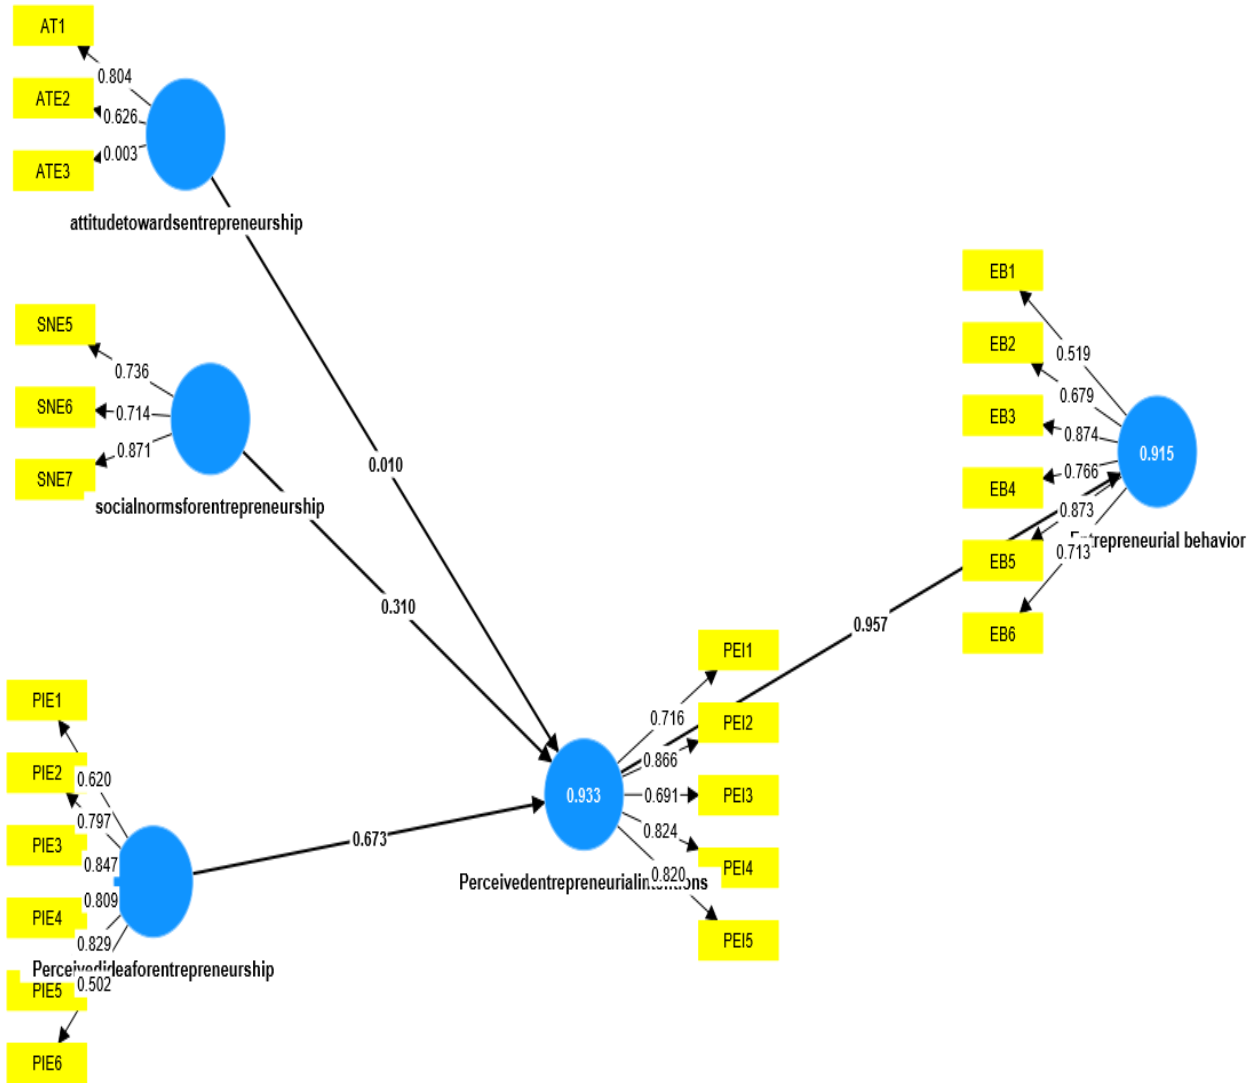 AT1
0.804
ATE2
0.626
ATE3
0.003
attitudetowardsentrepreneurship
SNE5
0.736
SNE6
0.714
SNE7
0.871
socialnormsforentrepreneurship
0.010
0.310
PIE1
0.620
PIE2
0.797
PIE3
0.847
PIE4
0.809
0.829
Perceivedideaforentrepreneurship
PIE5
0.502
PIE6
0.673
0.933
Perceivedentrepreneurialintentions
PEI1
0.716
PEI2
0.866
PEI3
0.691
PEI4
0.824
0.820
PEI5
0.957
EB1
0.519
EB2
0.679
EB3
0.874
EB4
0.766
0.873
EB5
0.713
EB6
0.915
Entrepreneurial behavior